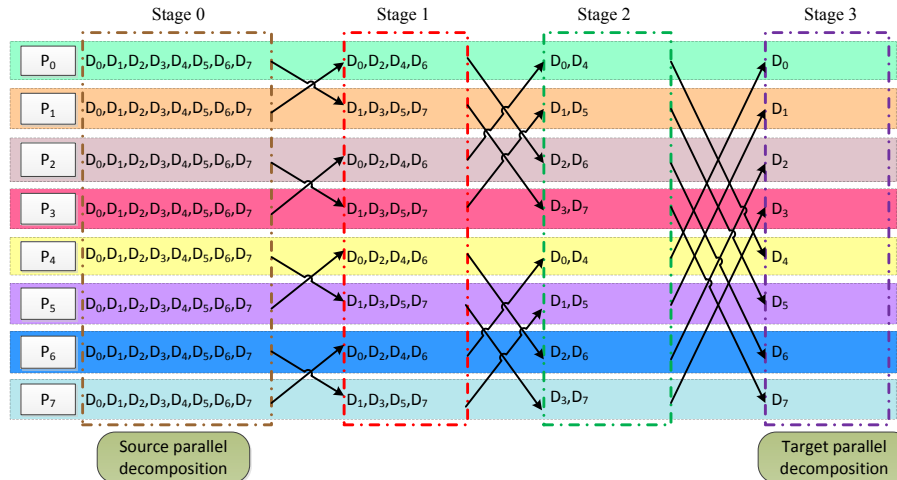 Stage 0 Stage 1 Stage 2 Stage 3
P0 D0,D1,D2,D3,D4,D5,D6,D7 D0,D2,D4,D6 D0,D4 D0
P1 D0,D1,D2,D3,D4,D5,D6,D7 D1,D3,D5,D7 D1,D5 D1
P2 D0,D1,D2,D3,D4,D5,D6,D7 D0,D2,D4,D6 D2,D6 D2
P3 D0,D1,D2,D3,D4,D5,D6,D7 D1,D3,D5,D7 D3,D7 D3
P4 D0,D1,D2,D3,D4,D5,D6,D7 D0,D2,D4,D6 D0,D4 D4
P5 D0,D1,D2,D3,D4,D5,D6,D7 D1,D3,D5,D7 D1,D5 D5
P6 D0,D1,D2,D3,D4,D5,D6,D7 D0,D2,D4,D6 D2,D6 D6
P7 D0,D1,D2,D3,D4,D5,D6,D7 D1,D3,D5,D7 D3,D7 D7
Source parallel
decomposition
Target parallel
decomposition